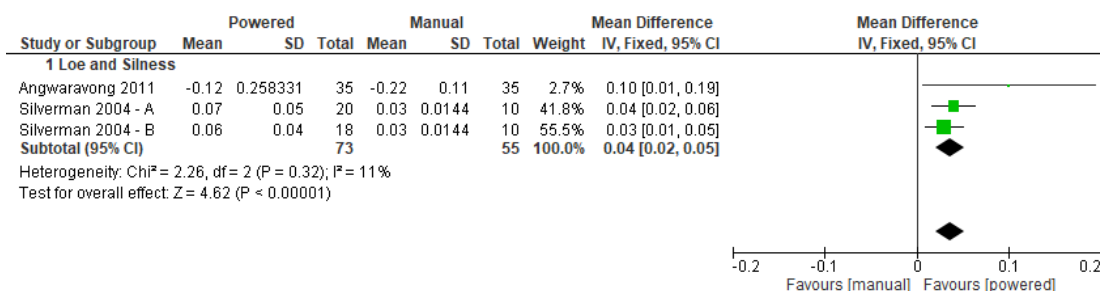 Powered Manual Mean Difference Mean Difference
Study or Subgroup Mean SD Total Mean SD Total Weight IV, Fixed, 95% CI IV, Fixed, 95% CI
1 Loe and Silness
Angwaravong 2011 -0.12 0.258331 35 -0.22 0.11 35 2.7% 0.10 [0.01, 0.19]
Silverman 2004 - A 0.07 0.05 20 0.03 0.0144 10 41.8% 0.04 [0.02, 0.06]
Silverman 2004 - B 0.06 0.04 18 0.03 0.0144 10 55.5% 0.03 [0.01, 0.05]
Subtotal (95% CI) 73 55 100.0% 0.04 [0.02, 0.05]
Heterogeneity: Chi² = 2.26, df = 2 (P = 0.32); I² = 11%
Test for overall effect: Z = 4.62 (P < 0.00001)
-0.2 -0.1 0 0.1 0.2
Favours [manual] Favours [powered]